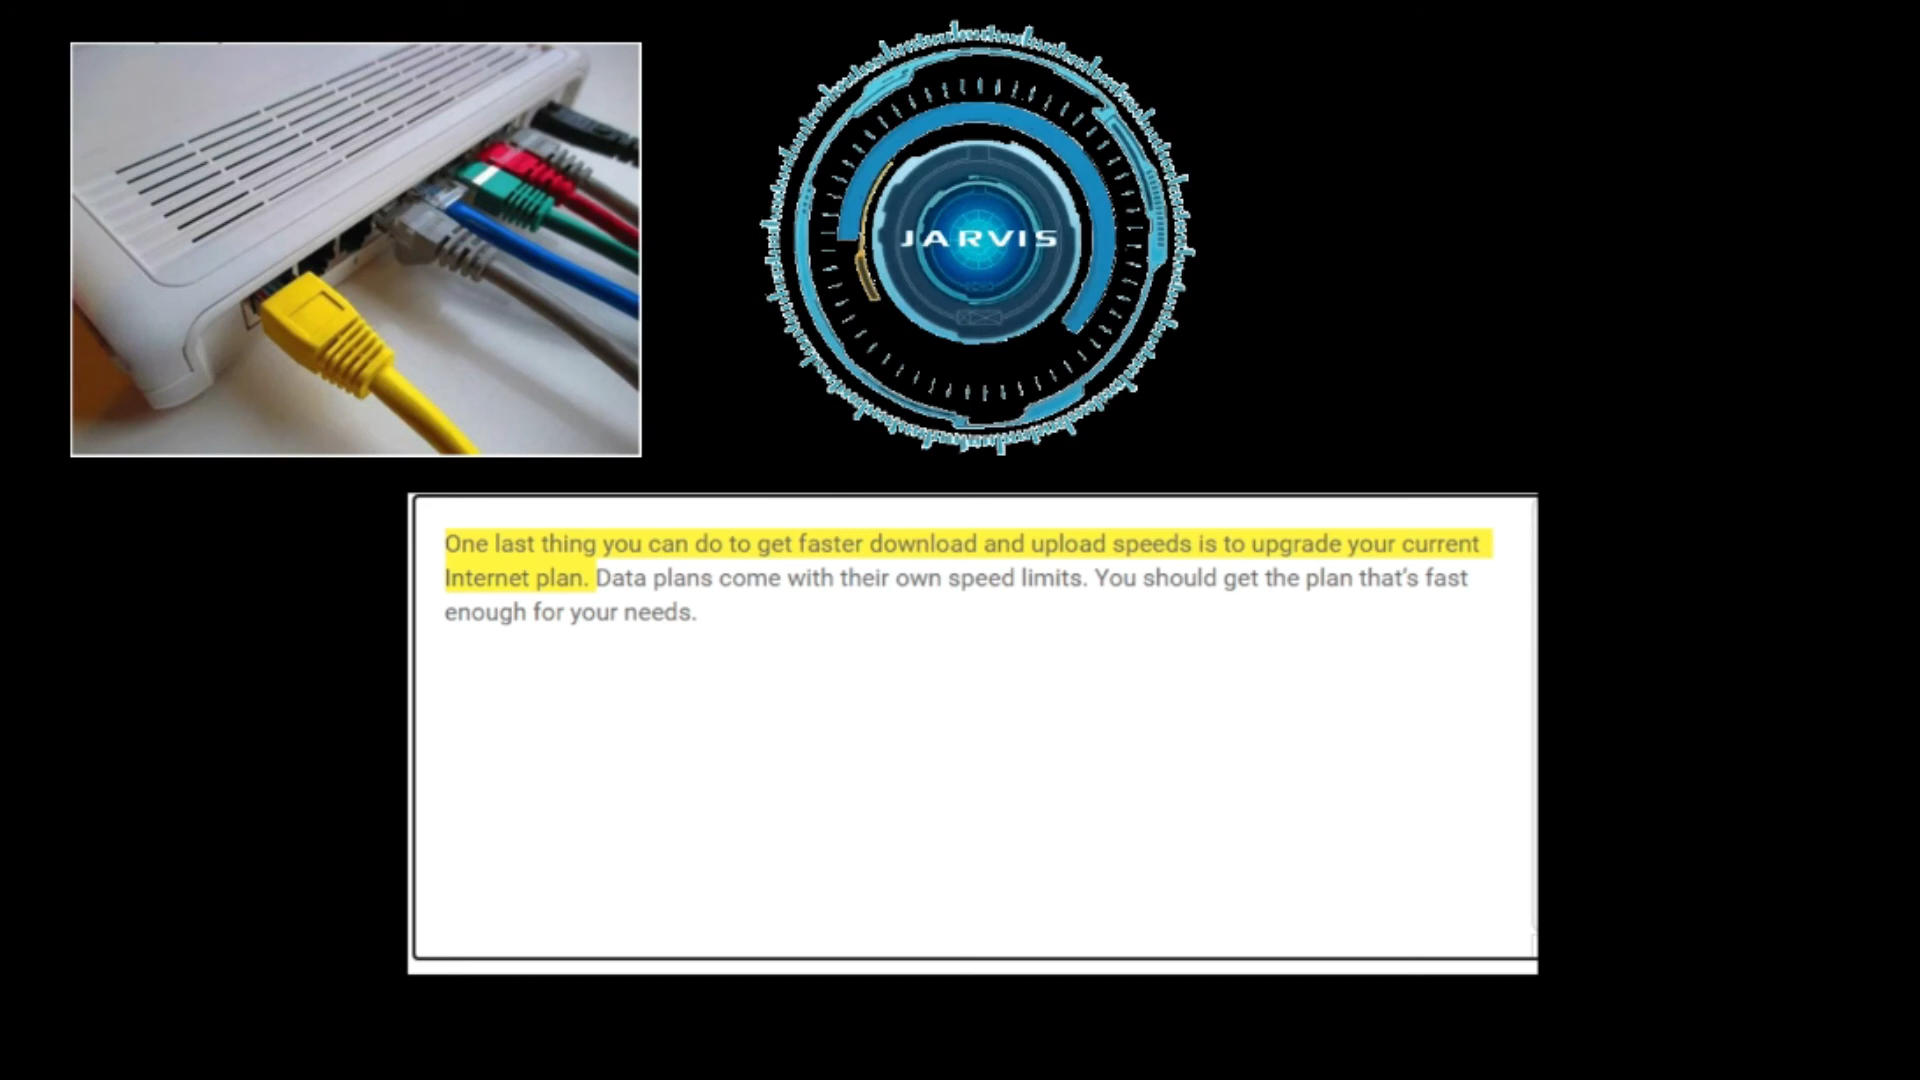 JARVIS
One last thing you can do to get faster download and upload speeds is to upgrade your current
Internet plan. Data plans come with their own speed limits. You should get the plan that's fast
enough for your needs.